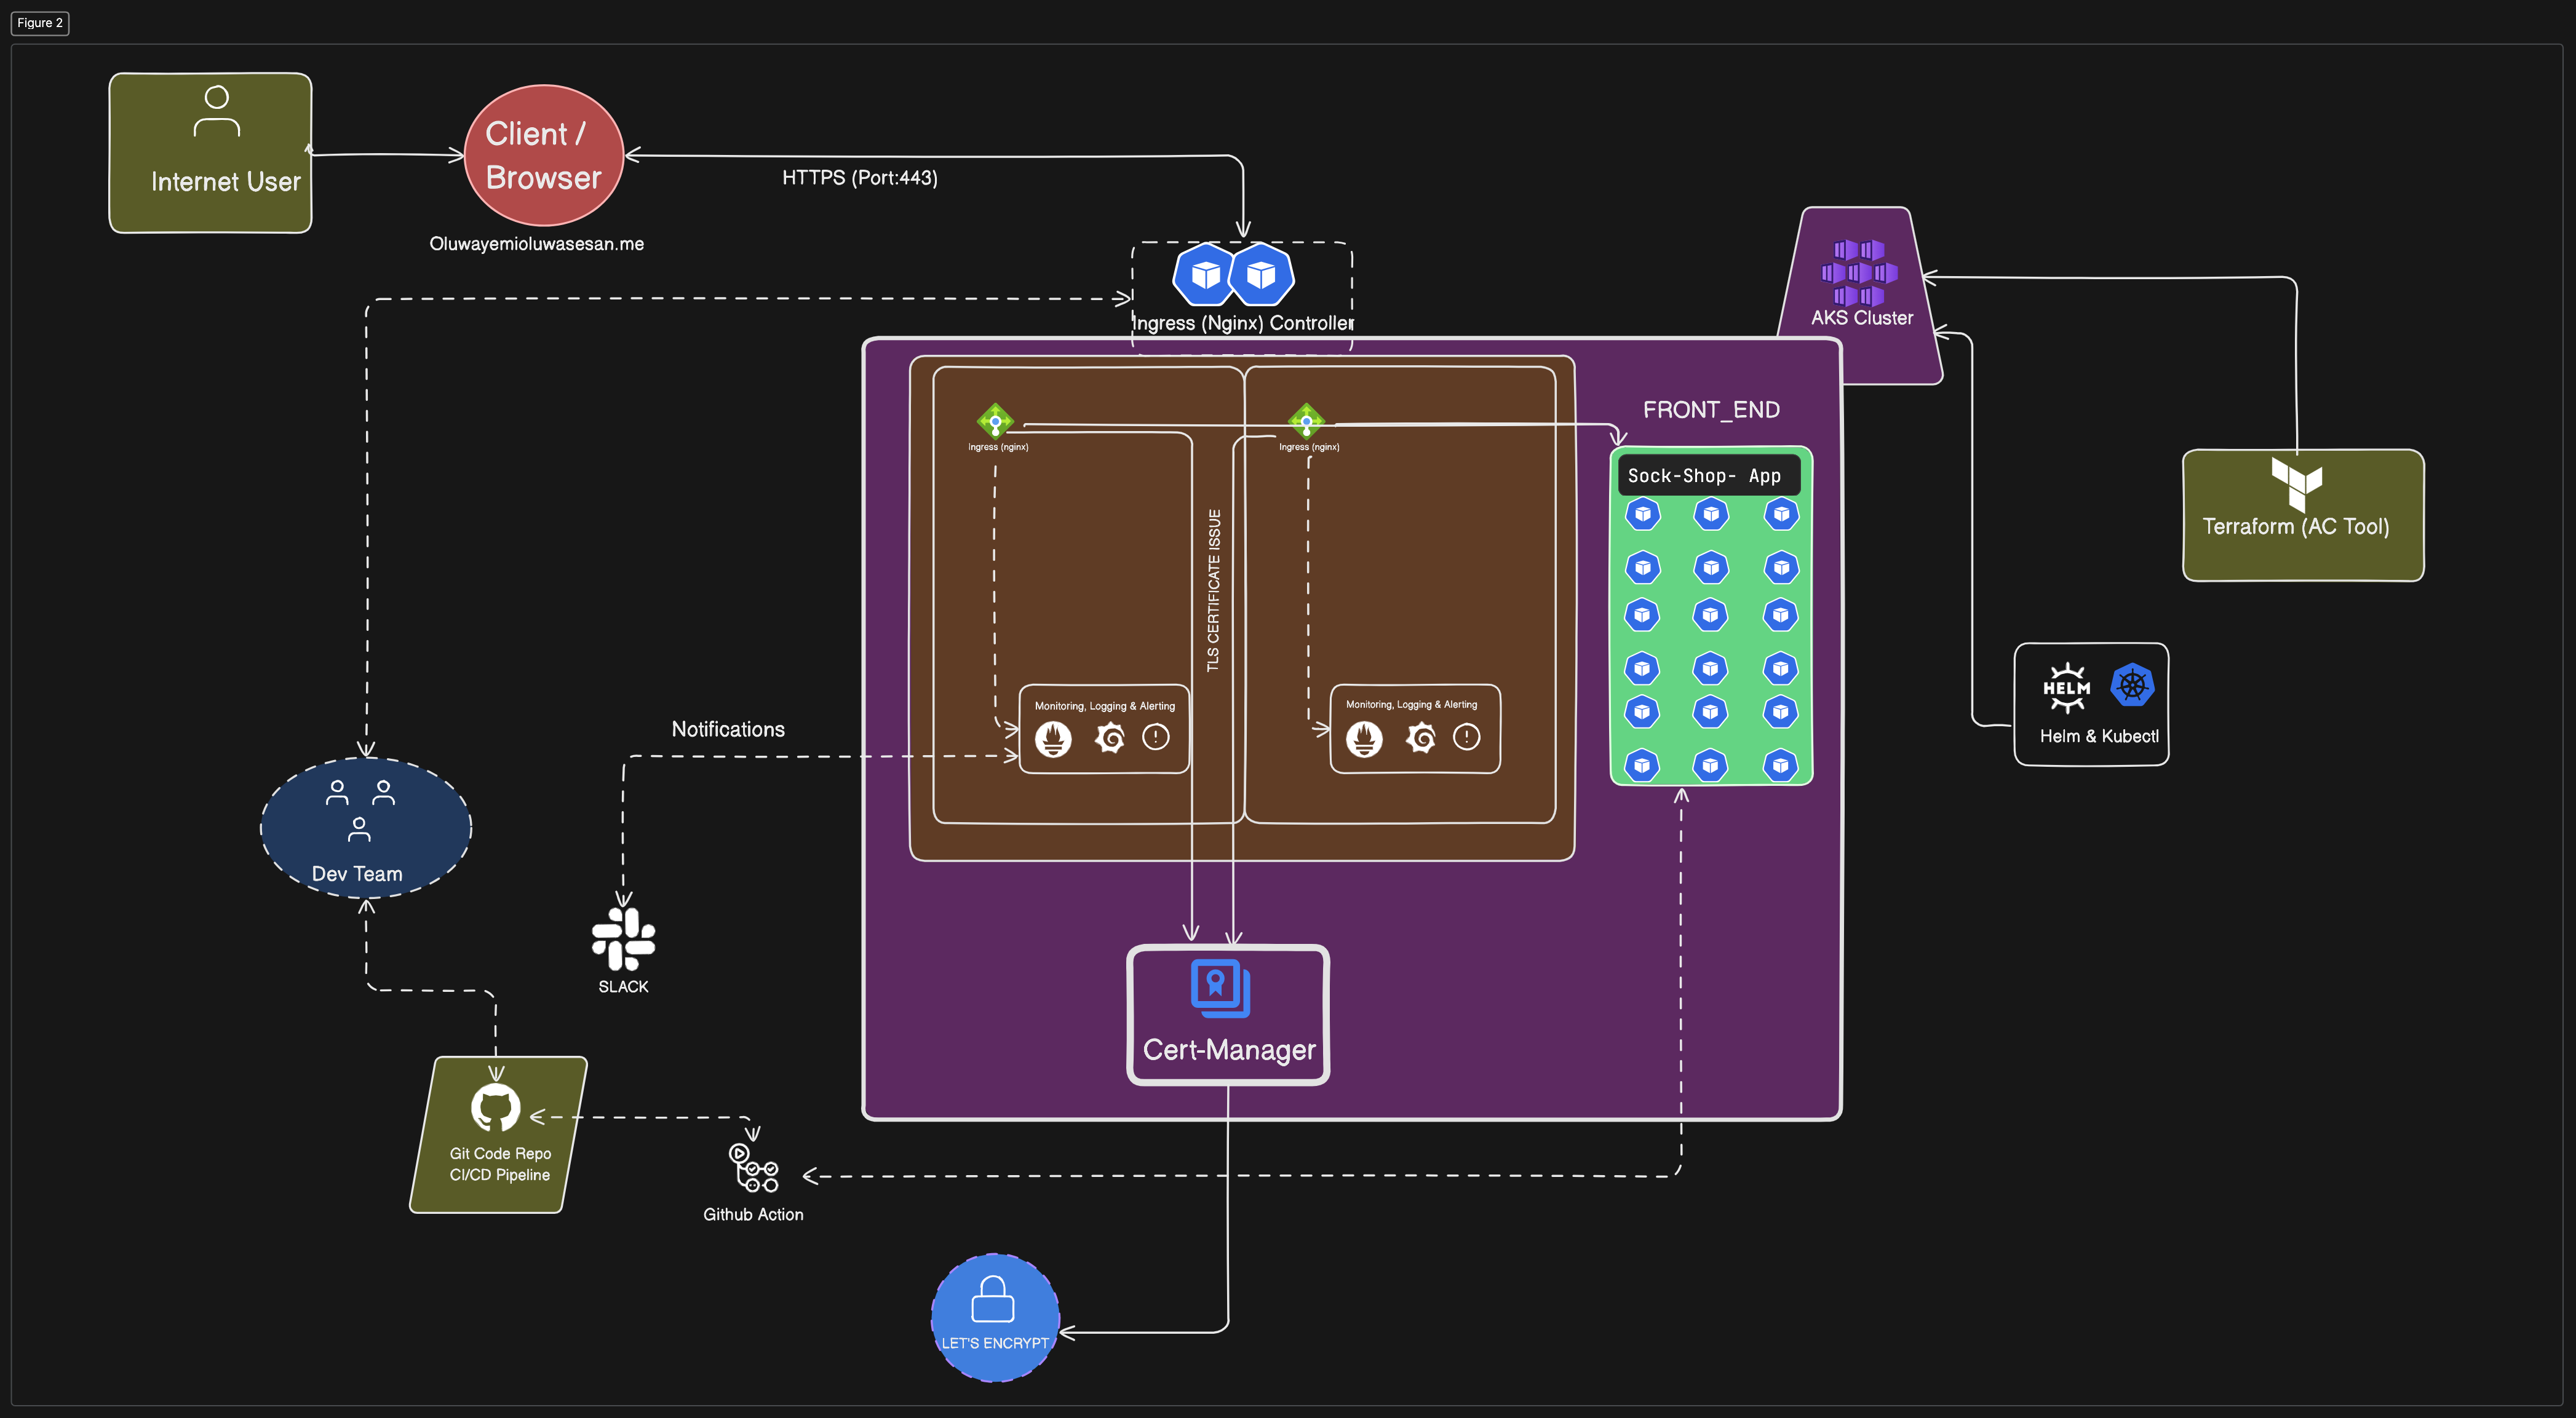 Figure 2
Internet User
Client /
Browser
Oluwayemioluwasesan.me
HTTPS (Port:443)
Ingress (Nginx) Controller
AKS Cluster
FRONT_END
Sock-Shop- App
Ingress (nginx)
Ingress (nginx)
TLS CERTIFICATE ISSUE
Terraform (AC Tool)
HELM
Helm & Kubectl
Monitoring, Logging & Alerting
Monitoring, Logging & Alerting
Notifications
Dev Team
SLACK
Cert-Manager
Git Code Repo
CI/CD Pipeline
Github Action
LET'S ENCRYPT